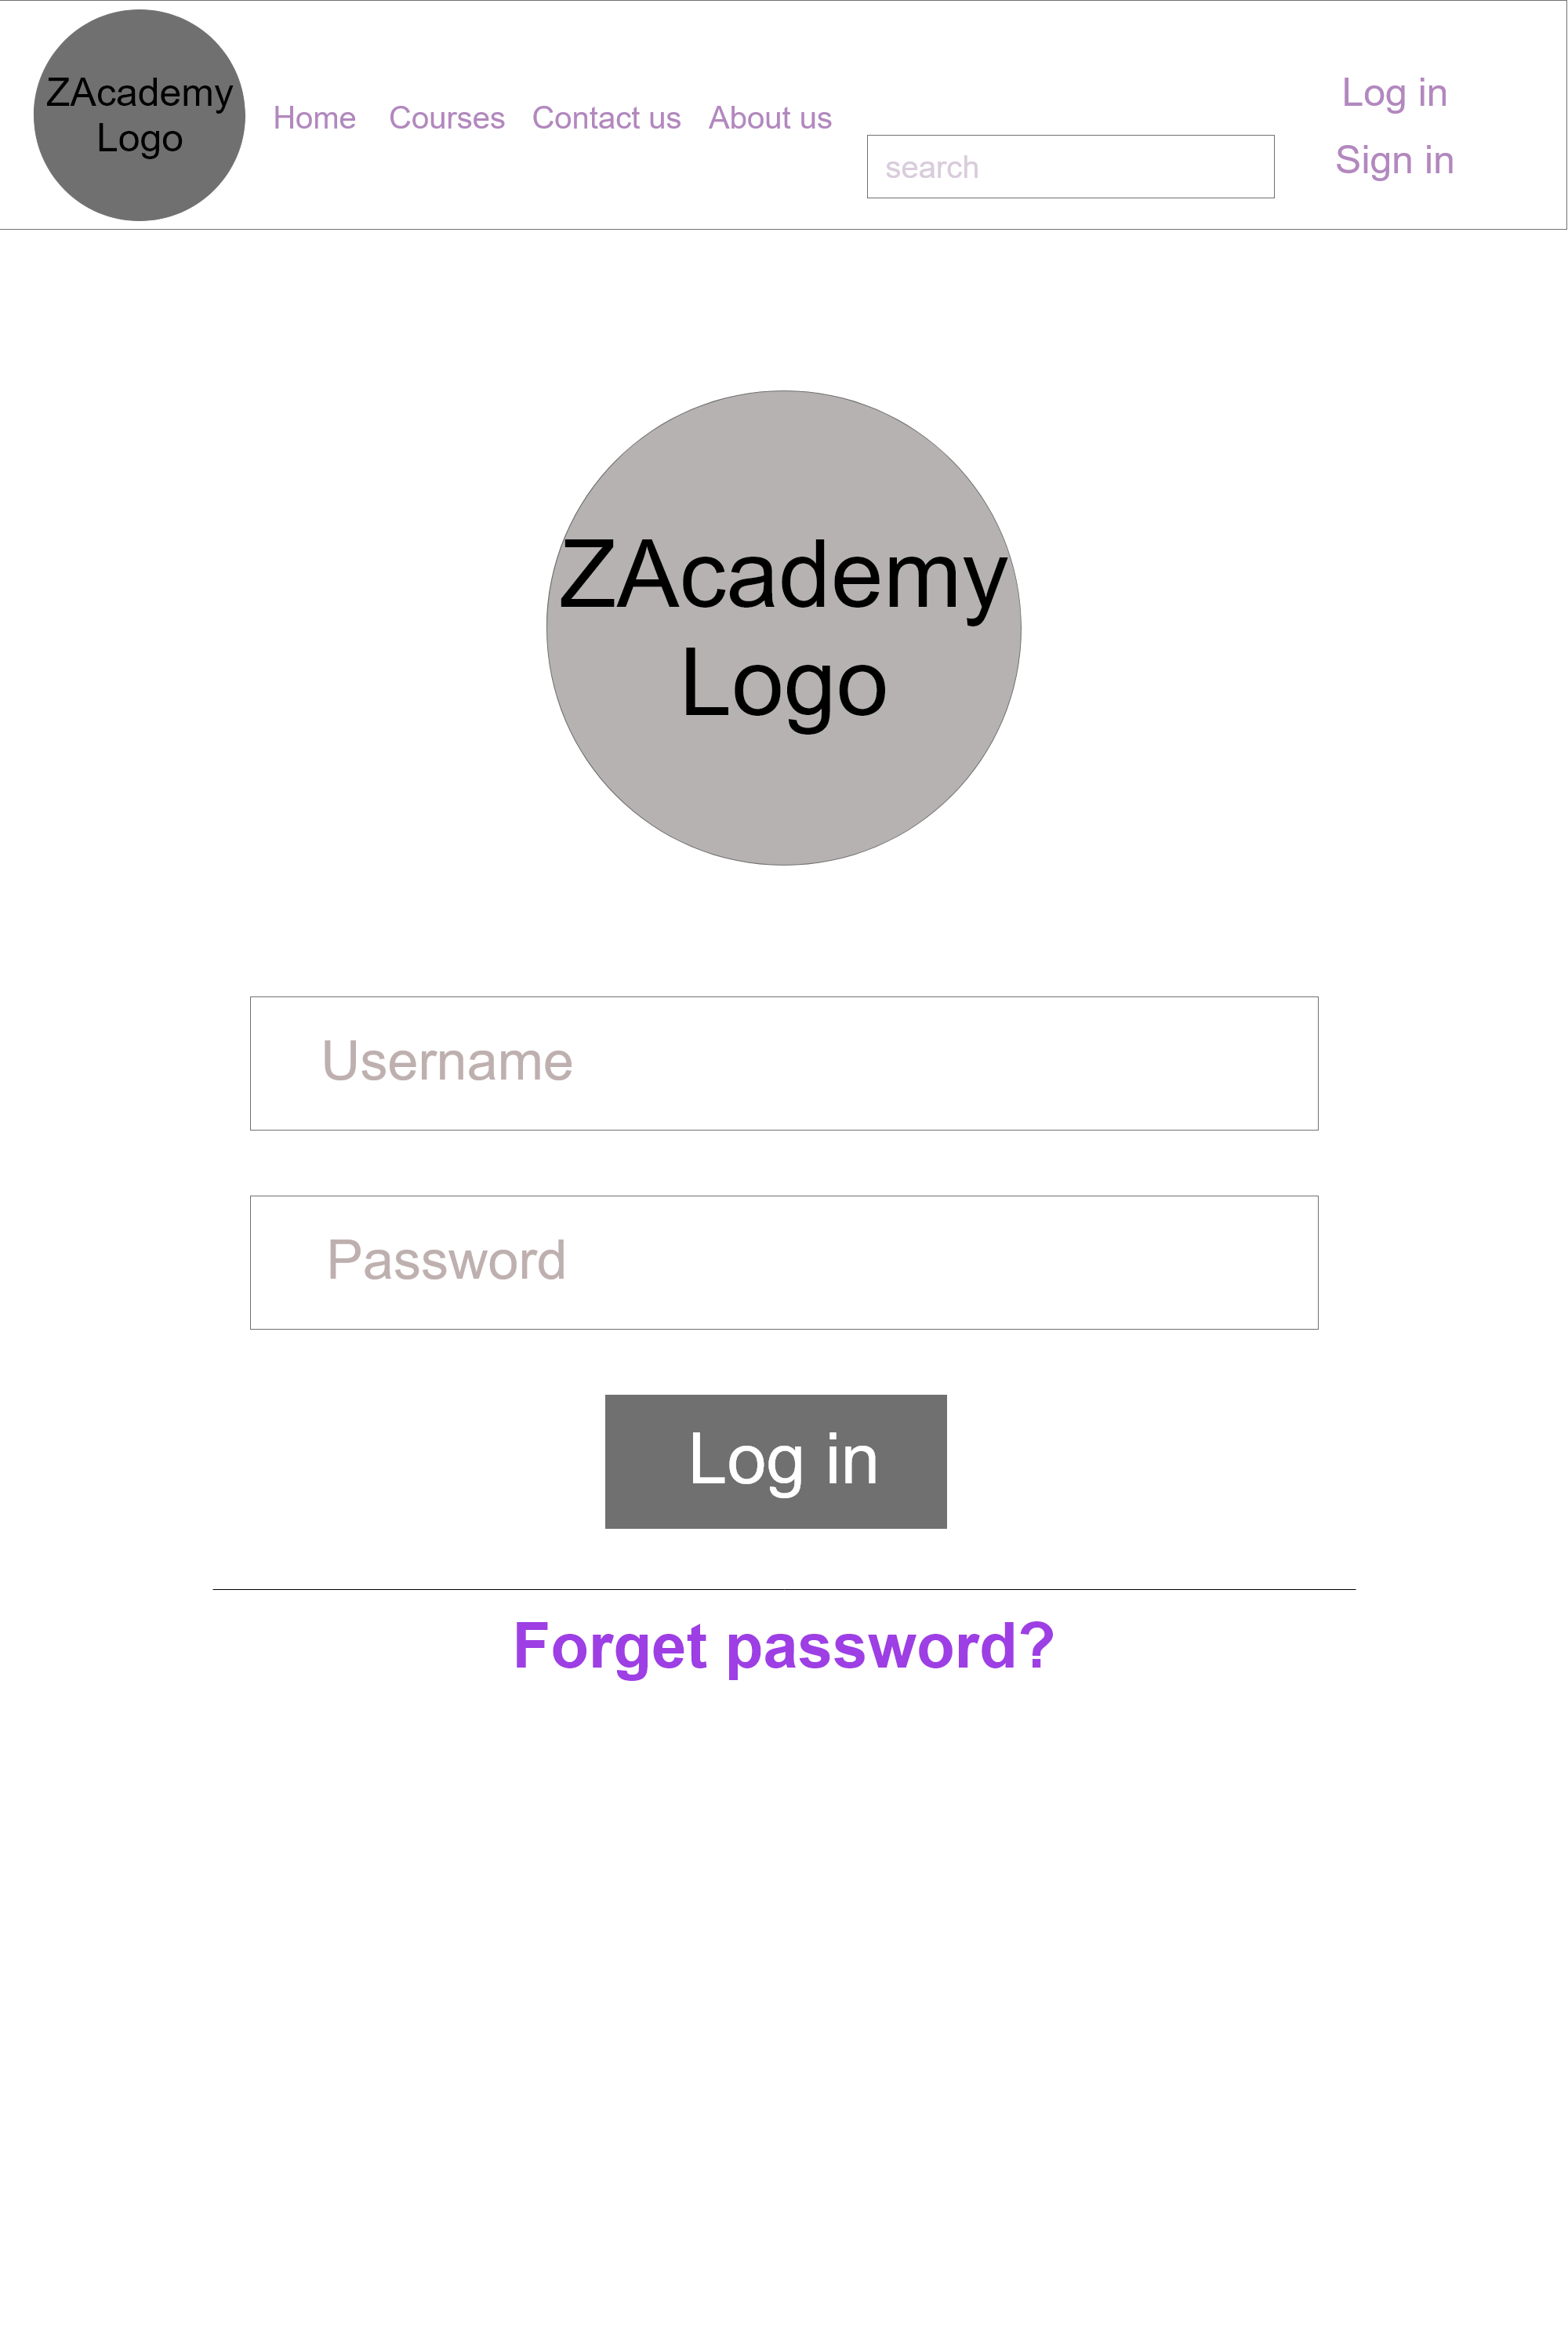 ZAcademy
Logo
Home Courses Contact us About us
search
Log in
Sign in
ZAcademy
Logo
Username
Password
Log in
Forget password?